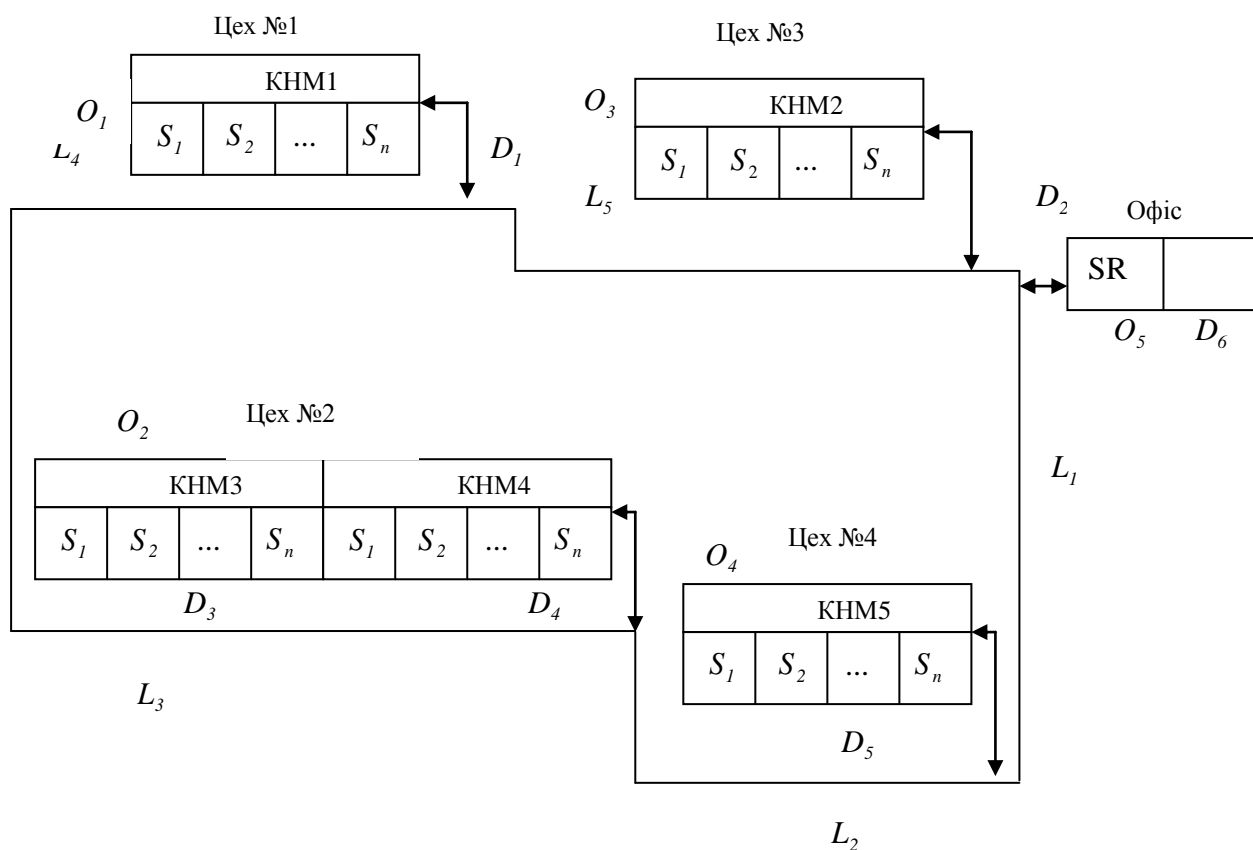 Цех №1
КНМ1
O₁
S₁ S₂ ... Sₙ
D₁
L₄
Цех №3
КНМ2
O₃
S₁ S₂ ... Sₙ
L₅
D₂
Офіс
SR
O₅ D₆
Цех №2
O₂
КНМ3 КНМ4
S₁ S₂ ... Sₙ S₁ S₂ ... Sₙ
D₃ D₄
L₁
Цех №4
O₄
КНМ5
S₁ S₂ ... Sₙ
D₅
L₃
L₂